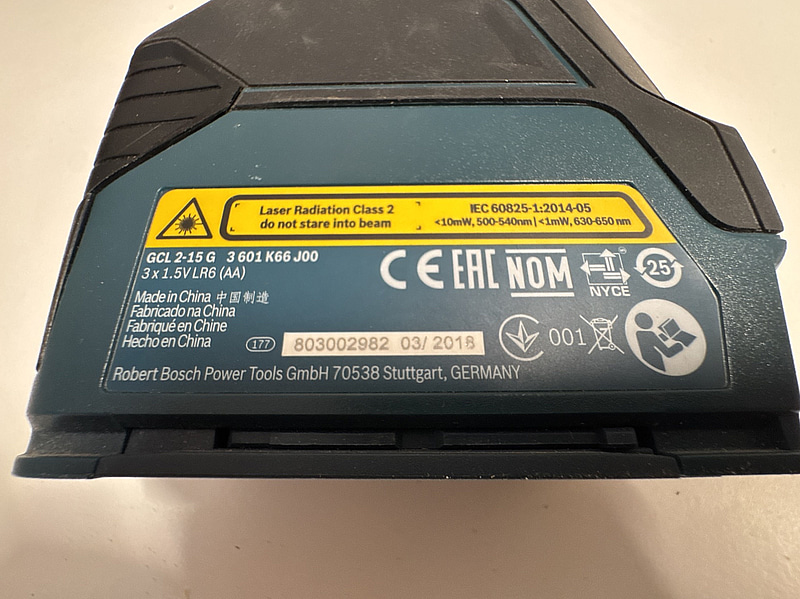 Laser Radiation Class 2
do not stare into beam
IEC 60825-1:2014-05
<10mW, 500-540nm | <1mW, 630-650 nm
GCL 2-15 G 3 601 K66 J00
3 x 1.5V LR6 (AA)
CE EAC NOM NYCE 25
Made in China 中国制造
Fabricado na China
Fabriqué en Chine
Hecho en China
177 803002982 03/ 2018 001
Robert Bosch Power Tools GmbH 70538 Stuttgart, GERMANY